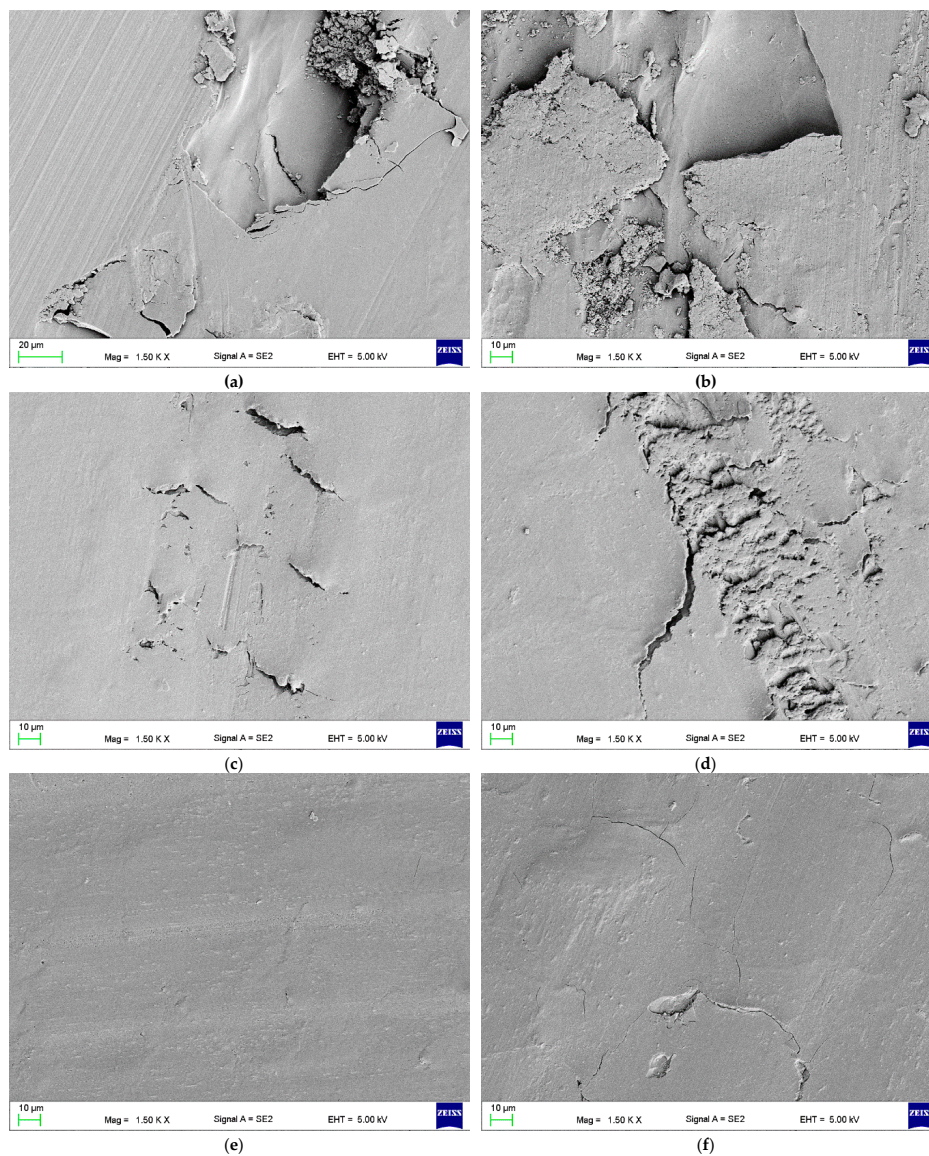 20 µm Mag = 1.50 K X Signal A = SE2 EHT = 5.00 kV ZEISS
10 µm Mag = 1.50 K X Signal A = SE2 EHT = 5.00 kV ZEISS
(a) (b)
10 µm Mag = 1.50 K X Signal A = SE2 EHT = 5.00 kV ZEISS
10 µm Mag = 1.50 K X Signal A = SE2 EHT = 5.00 kV ZEISS
(c) (d)
10 µm Mag = 1.50 K X Signal A = SE2 EHT = 5.00 kV ZEISS
10 µm Mag = 1.50 K X Signal A = SE2 EHT = 5.00 kV ZEISS
(e) (f)